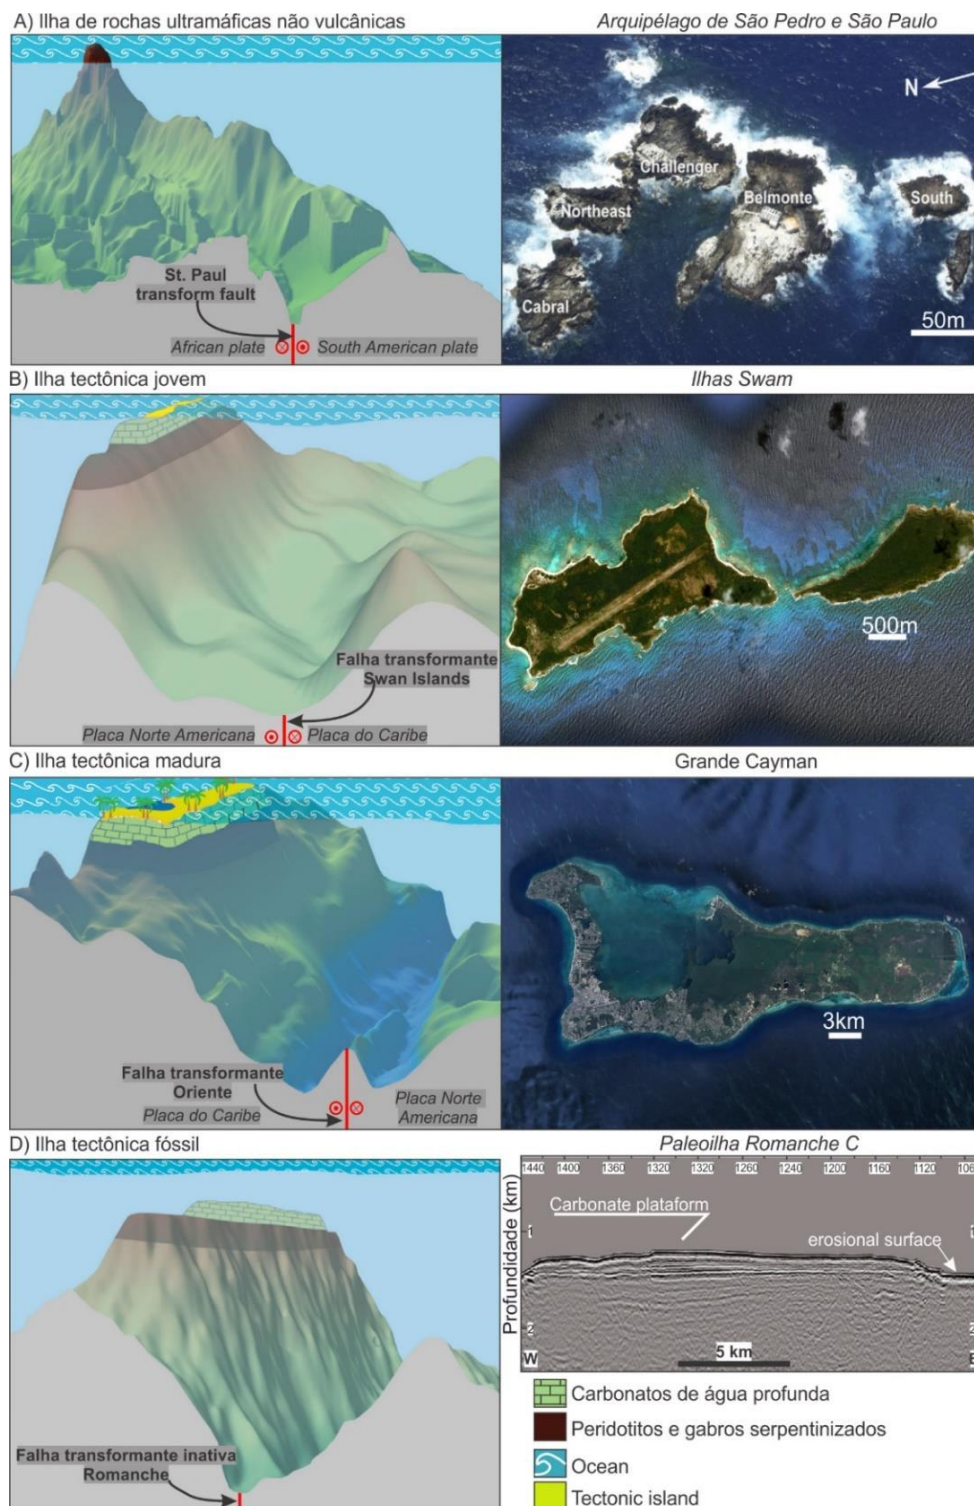 A) Ilha de rochas ultramáficas não vulcânicas
Arquipélago de São Pedro e São Paulo
N
Challenger
Northeast
Belmonte
South
Cabral
50m
St. Paul
transform fault
African plate
South American plate
B) Ilha tectônica jovem
Ilhas Swam
500m
Falha transformante
Swan Islands
Placa Norte Americana
Placa do Caribe
C) Ilha tectônica madura
Grande Cayman
3km
Falha transformante
Oriente
Placa do Caribe
Placa Norte
Americana
D) Ilha tectônica fóssil
Paleoilha Romanche C
1440 1400 1360 1320 1320 1260 1240 1160 1120
Profundidade (km)
Carbonate plataform
1
erosional surface
2
W
5 km
Falha transformante inativa
Romanche
Carbonatos de água profunda
Peridotitos e gabros serpentinizados
Ocean
Tectonic island